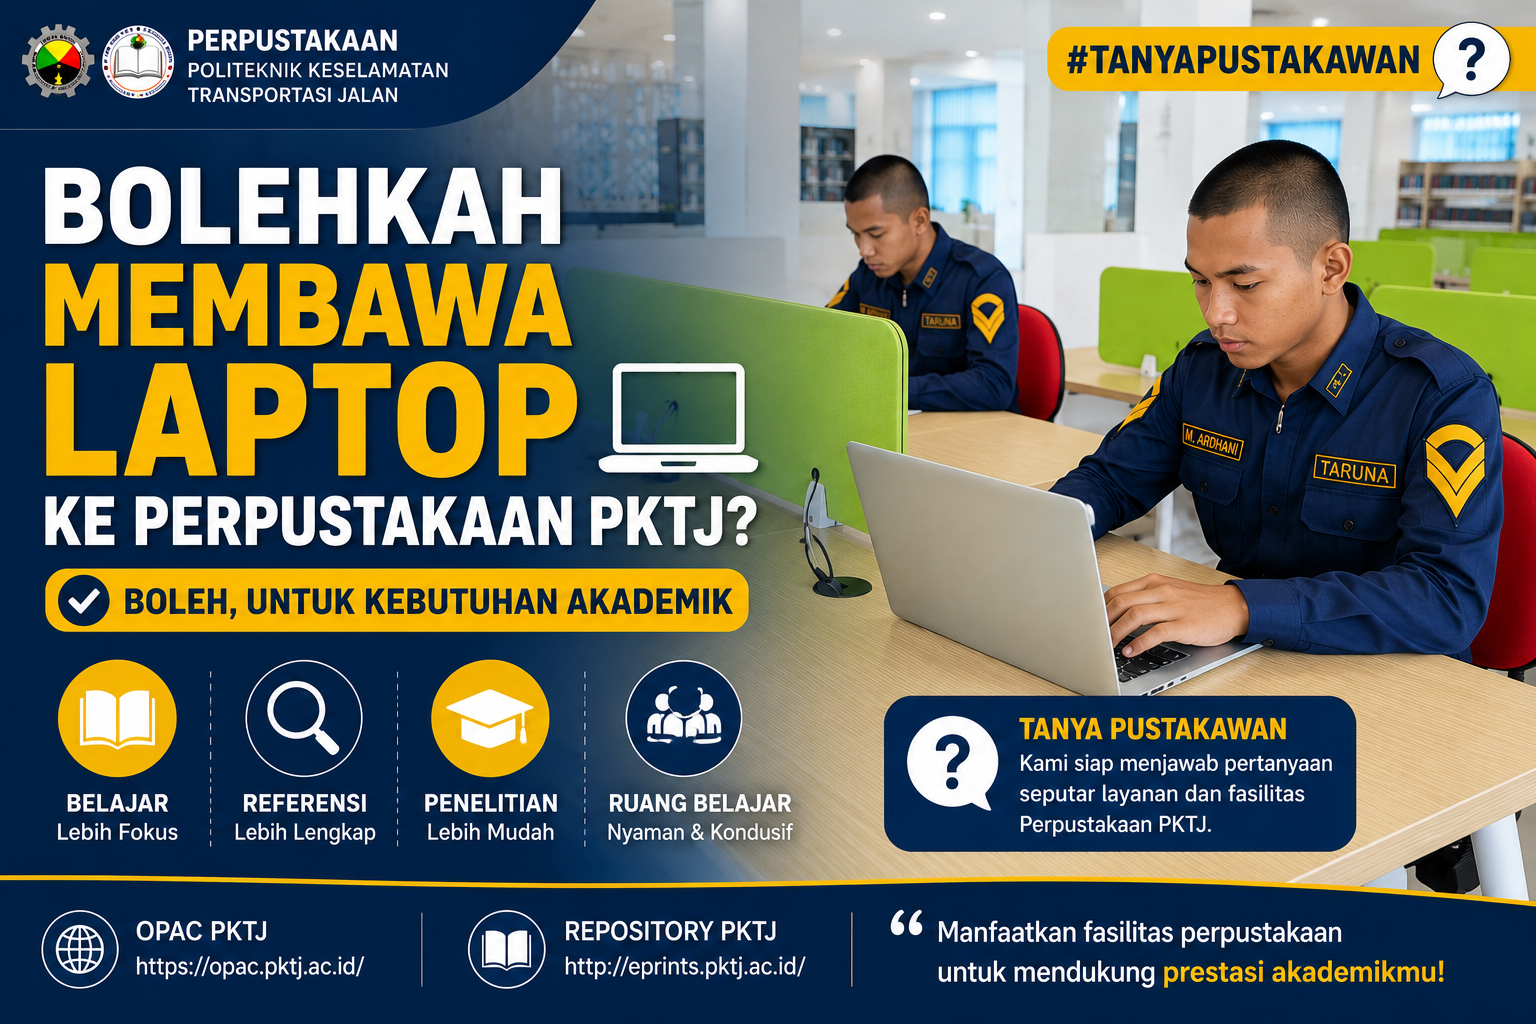 PERPUSTAKAAN
POLITEKNIK KESELAMATAN
TRANSPORTASI JALAN
#TANYAPUSTAKAWAN
?
BOLEHKAH
MEMBAWA
LAPTOP
KE PERPUSTAKAAN PKTJ?
BOLEH, UNTUK KEBUTUHAN AKADEMIK
BELAJAR
Lebih Fokus
REFERENSI
Lebih Lengkap
PENELITIAN
Lebih Mudah
RUANG BELAJAR
Nyaman & Kondusif
TARUNA
M. ARDHANI
TARUNA
?
TANYA PUSTAKAWAN
Kami siap menjawab pertanyaan
seputar layanan dan fasilitas
Perpustakaan PKTJ.
OPAC PKTJ
https://opac.pktj.ac.id/
REPOSITORY PKTJ
http://eprints.pktj.ac.id/
“ Manfaatkan fasilitas perpustakaan
untuk mendukung prestasi akademikmu!